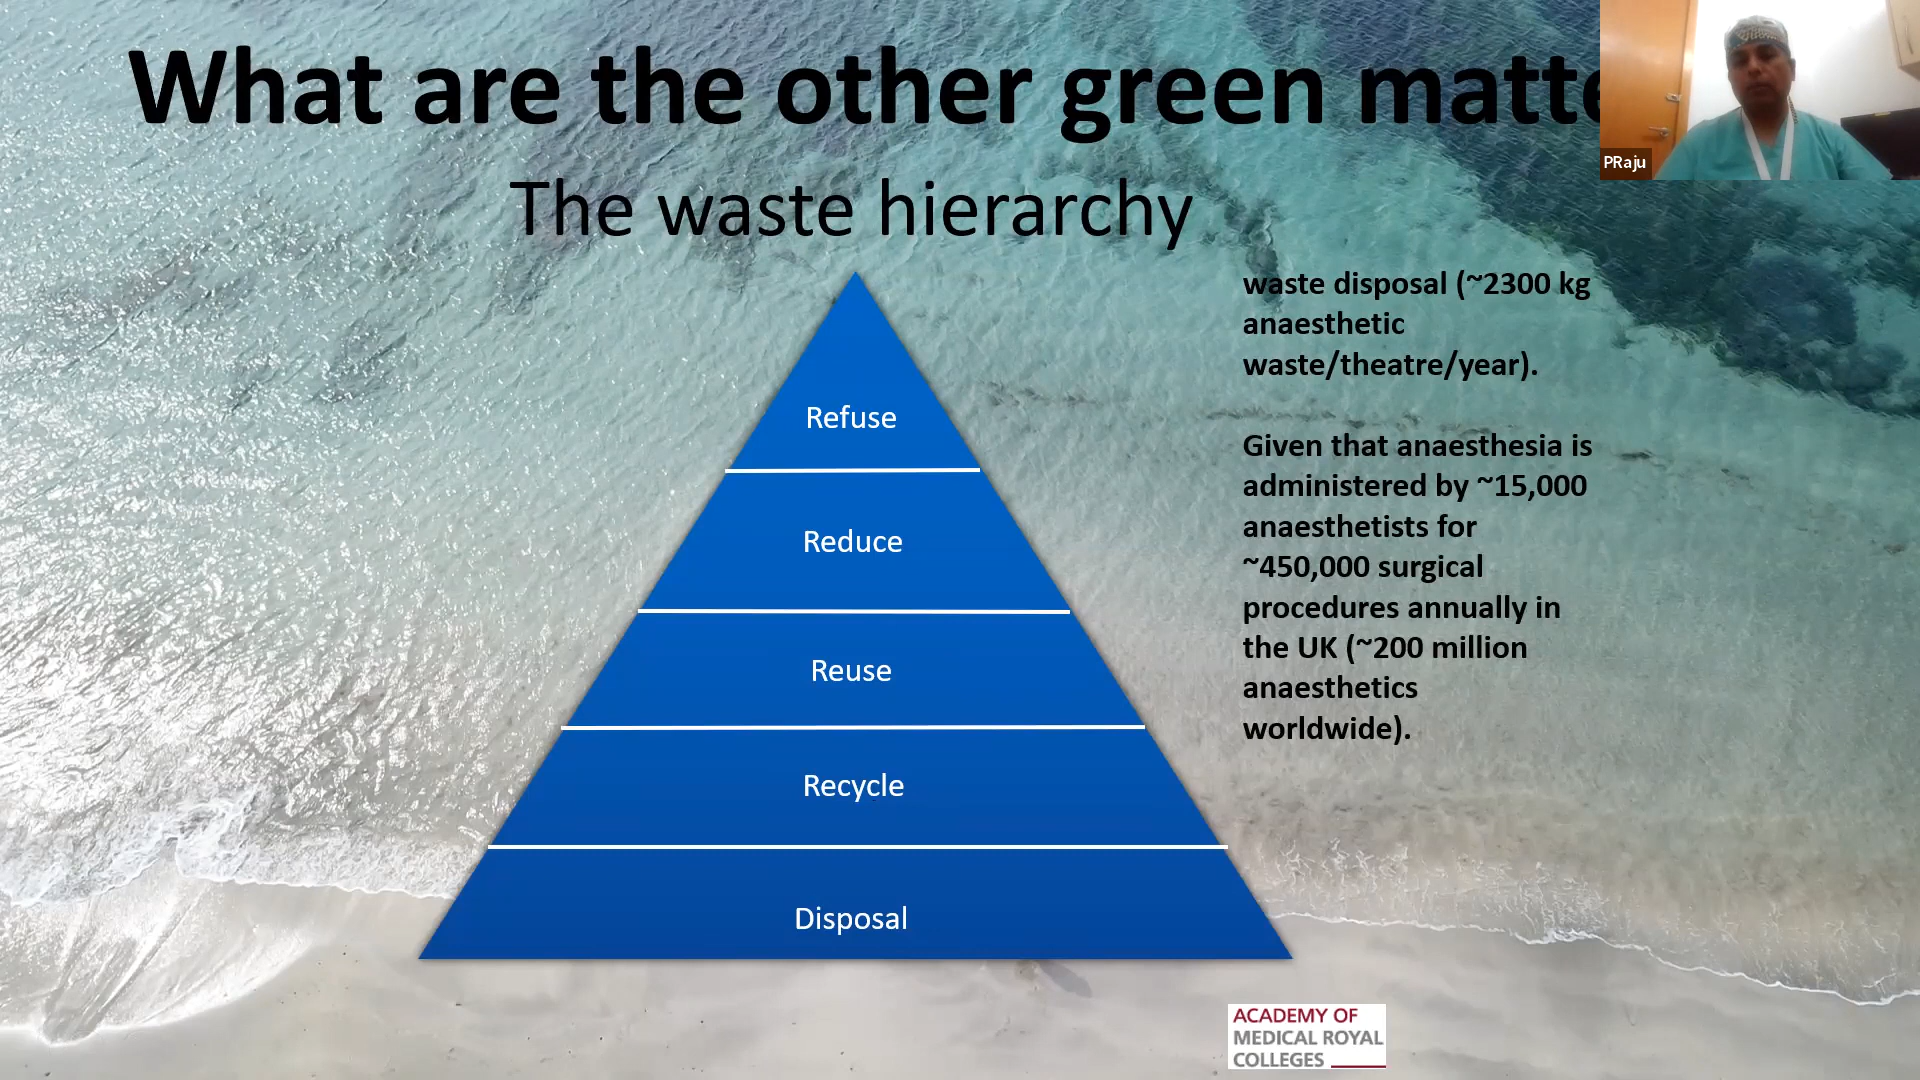 What are the other green matte
PRaju
The waste hierarchy
waste disposal (~2300 kg
anaesthetic
waste/theatre/year).
Given that anaesthesia is
administered by ~15,000
anaesthetists for
~450,000 surgical
procedures annually in
the UK (~200 million
anaesthetics
worldwide).
Refuse
Reduce
Reuse
Recycle
Disposal
ACADEMY OF
MEDICAL ROYAL
COLLEGES